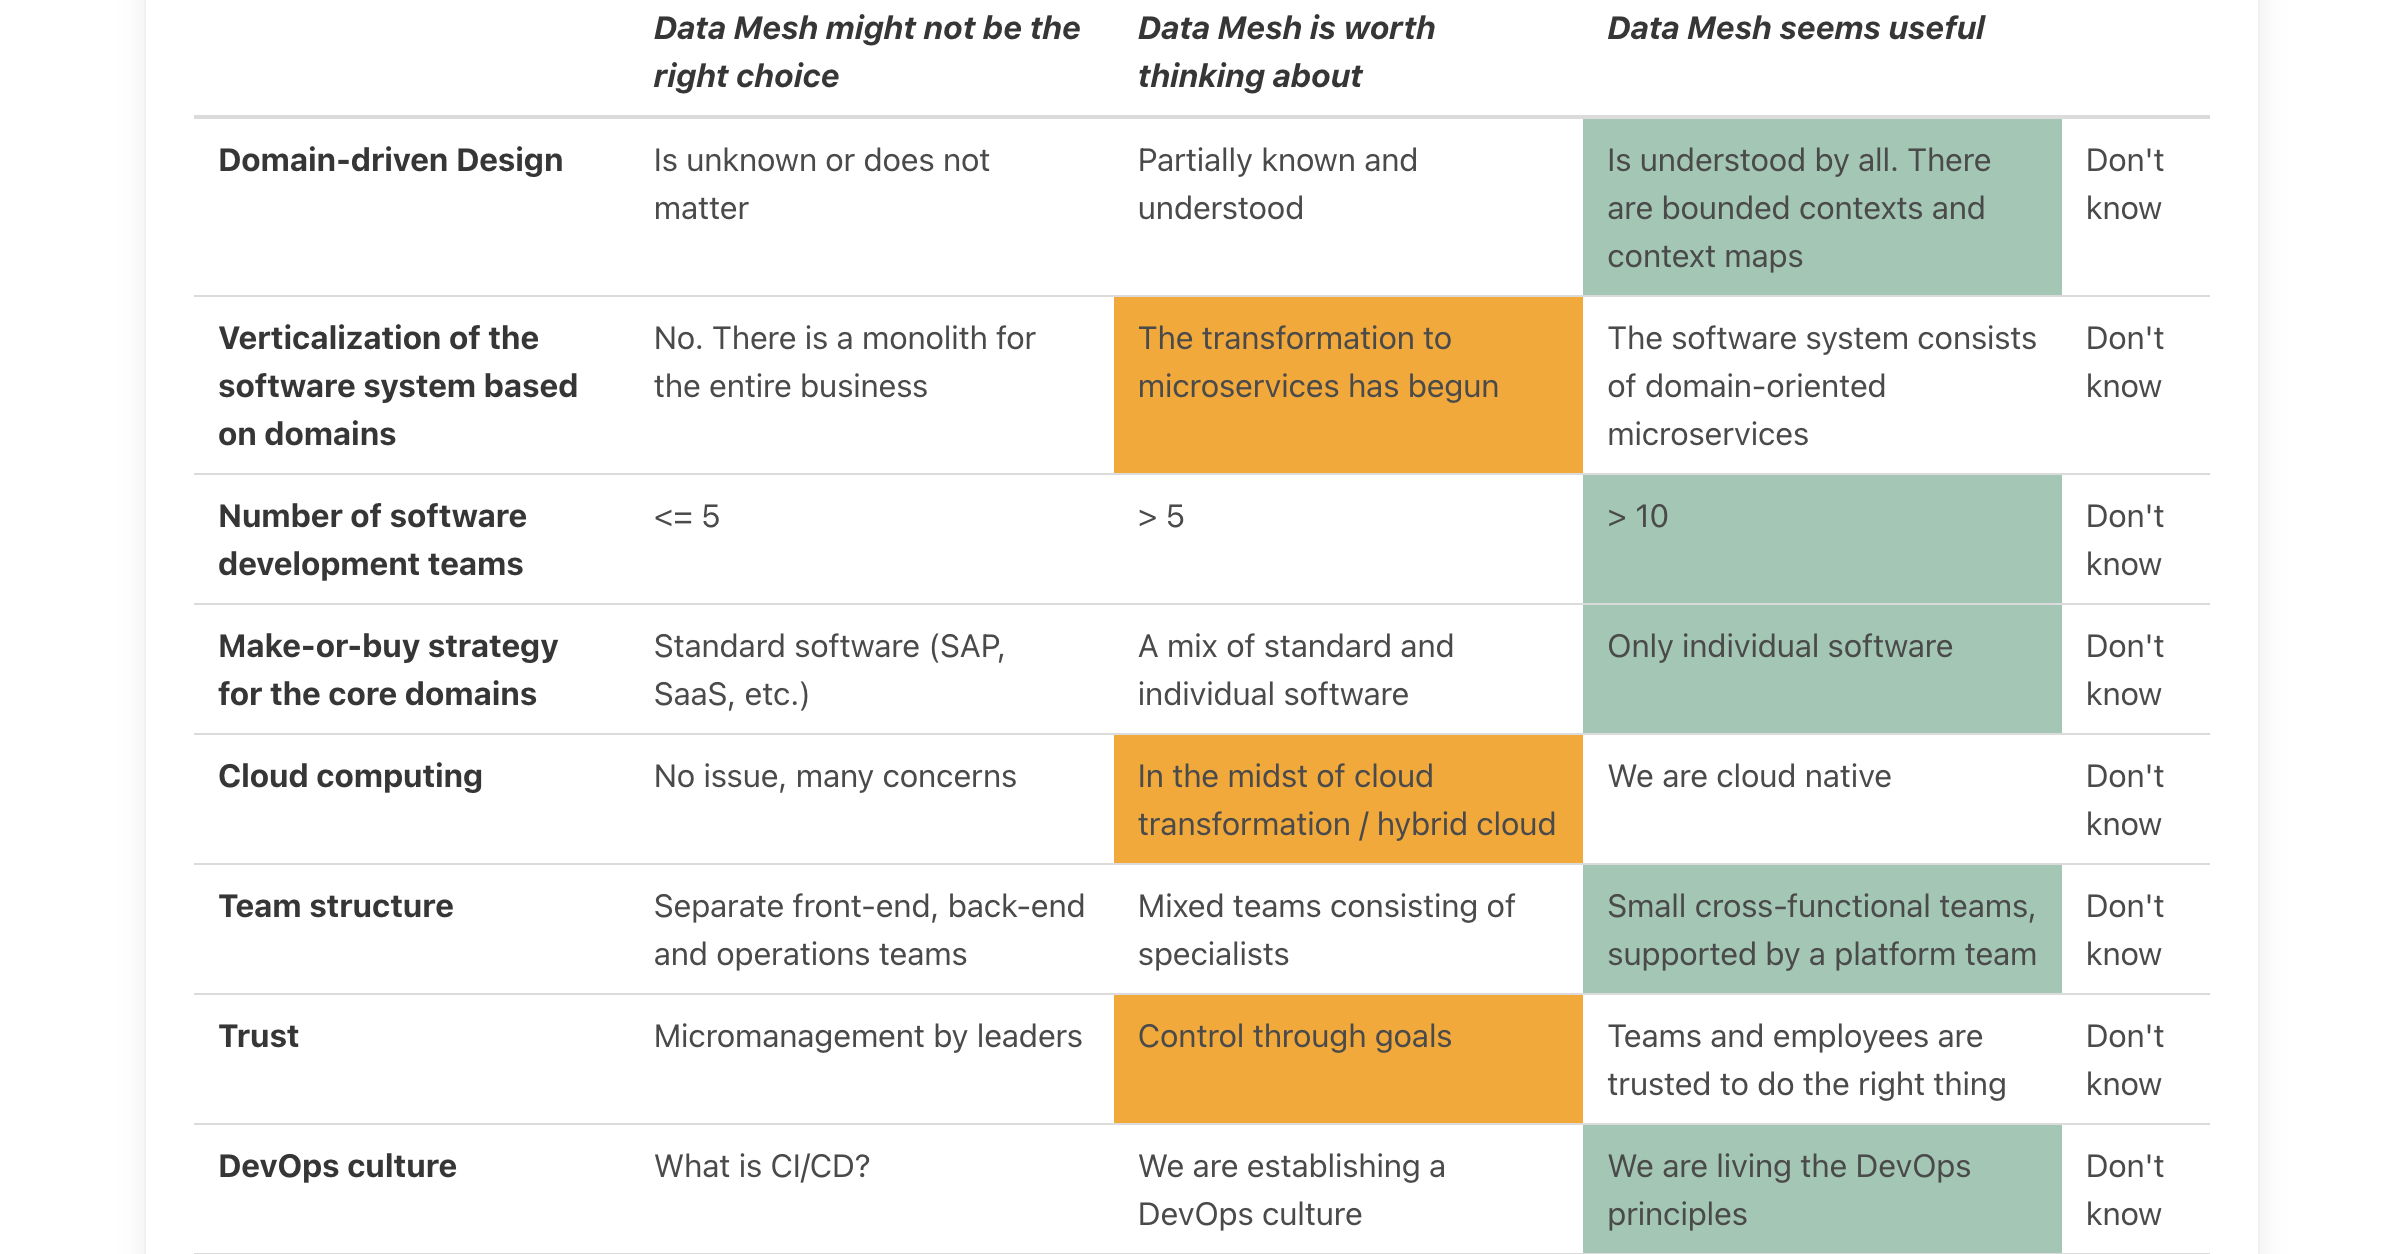 Data Mesh might not be the
right choice
Data Mesh is worth
thinking about
Data Mesh seems useful
Domain-driven Design
Is unknown or does not
matter
Partially known and
understood
Is understood by all. There
are bounded contexts and
context maps
Don't
know
Verticalization of the
software system based
on domains
No. There is a monolith for
the entire business
The transformation to
microservices has begun
The software system consists
of domain-oriented
microservices
Don't
know
Number of software
development teams
<= 5
> 5
> 10
Don't
know
Make-or-buy strategy
for the core domains
Standard software (SAP,
SaaS, etc.)
A mix of standard and
individual software
Only individual software
Don't
know
Cloud computing
No issue, many concerns
In the midst of cloud
transformation / hybrid cloud
We are cloud native
Don't
know
Team structure
Separate front-end, back-end
and operations teams
Mixed teams consisting of
specialists
Small cross-functional teams,
supported by a platform team
Don't
know
Trust
Micromanagement by leaders
Control through goals
Teams and employees are
trusted to do the right thing
Don't
know
DevOps culture
What is CI/CD?
We are establishing a
DevOps culture
We are living the DevOps
principles
Don't
know